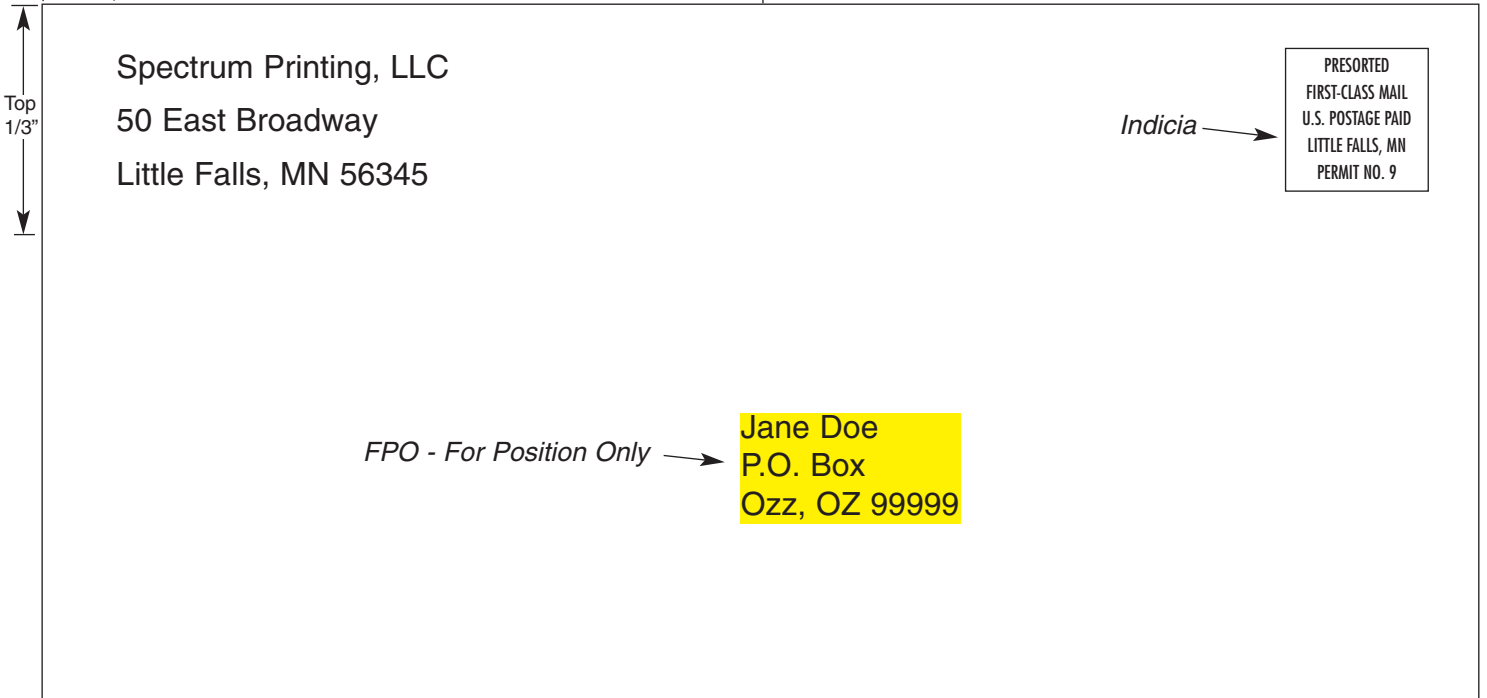 Spectrum Printing, LLC
50 East Broadway
Little Falls, MN 56345
Top
1/3”
Indicia
PRESORTED
FIRST-CLASS MAIL
U.S. POSTAGE PAID
LITTLE FALLS, MN
PERMIT NO. 9
FPO - For Position Only
Jane Doe
P.O. Box
Ozz, OZ 99999